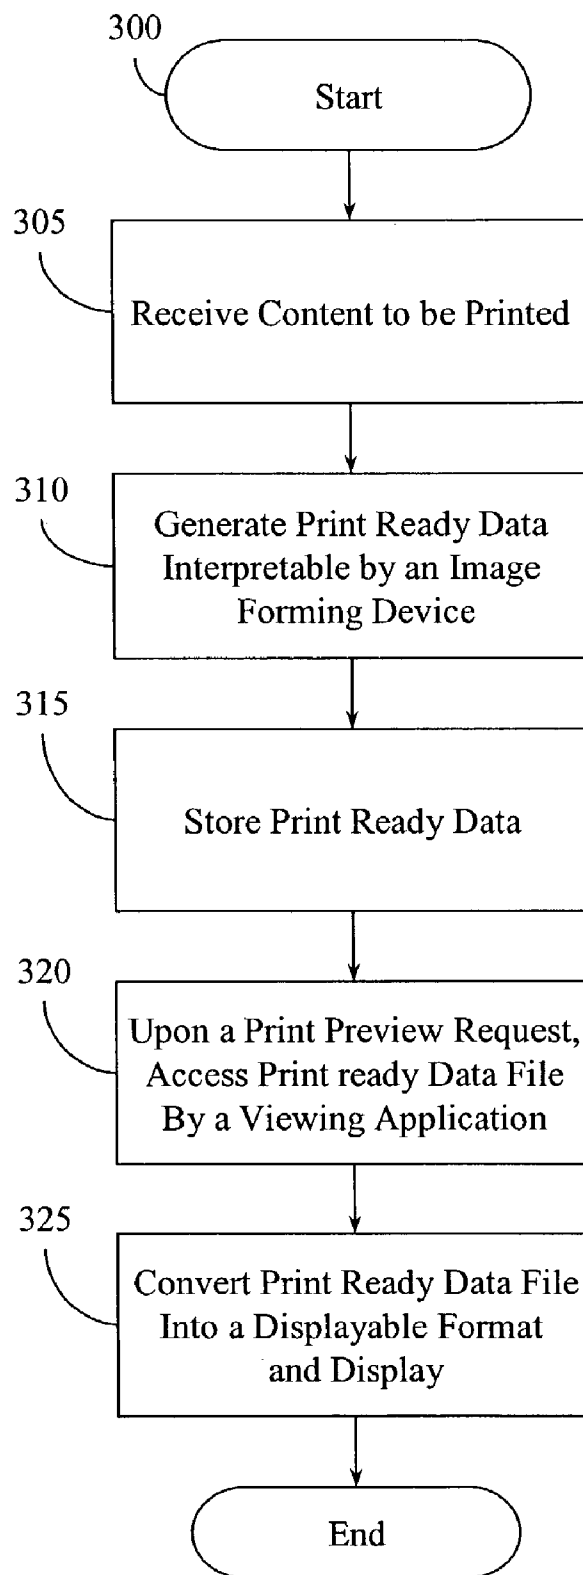 300
Start
305
Receive Content to be Printed
310
Generate Print Ready Data
Interpretable by an Image
Forming Device
315
Store Print Ready Data
320
Upon a Print Preview Request,
Access Print ready Data File
By a Viewing Application
325
Convert Print Ready Data File
Into a Displayable Format
and Display
End